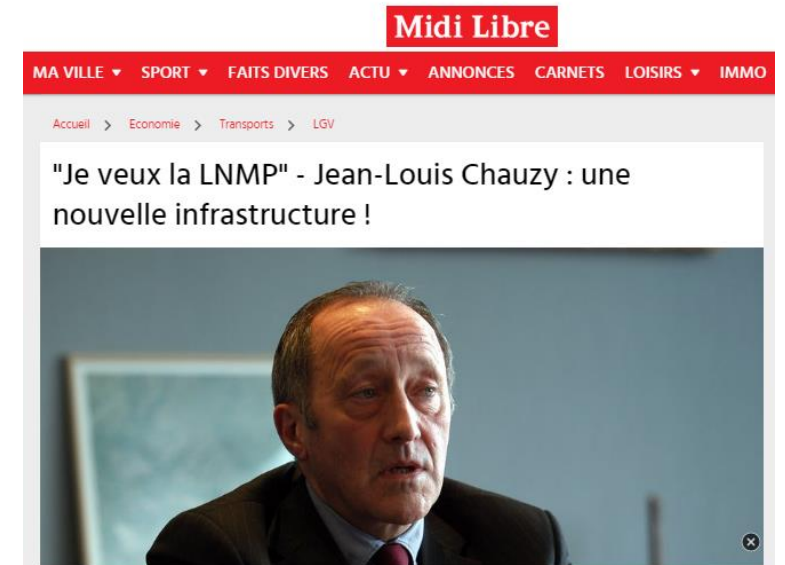 Midi Libre
MA VILLE ▼ SPORT ▼ FAITS DIVERS ACTU ▼ ANNONCES CARNETS LOISIRS ▼ IMMO
Accueil > Economie > Transports > LGV
"Je veux la LNMP" - Jean-Louis Chauzy : une
nouvelle infrastructure !